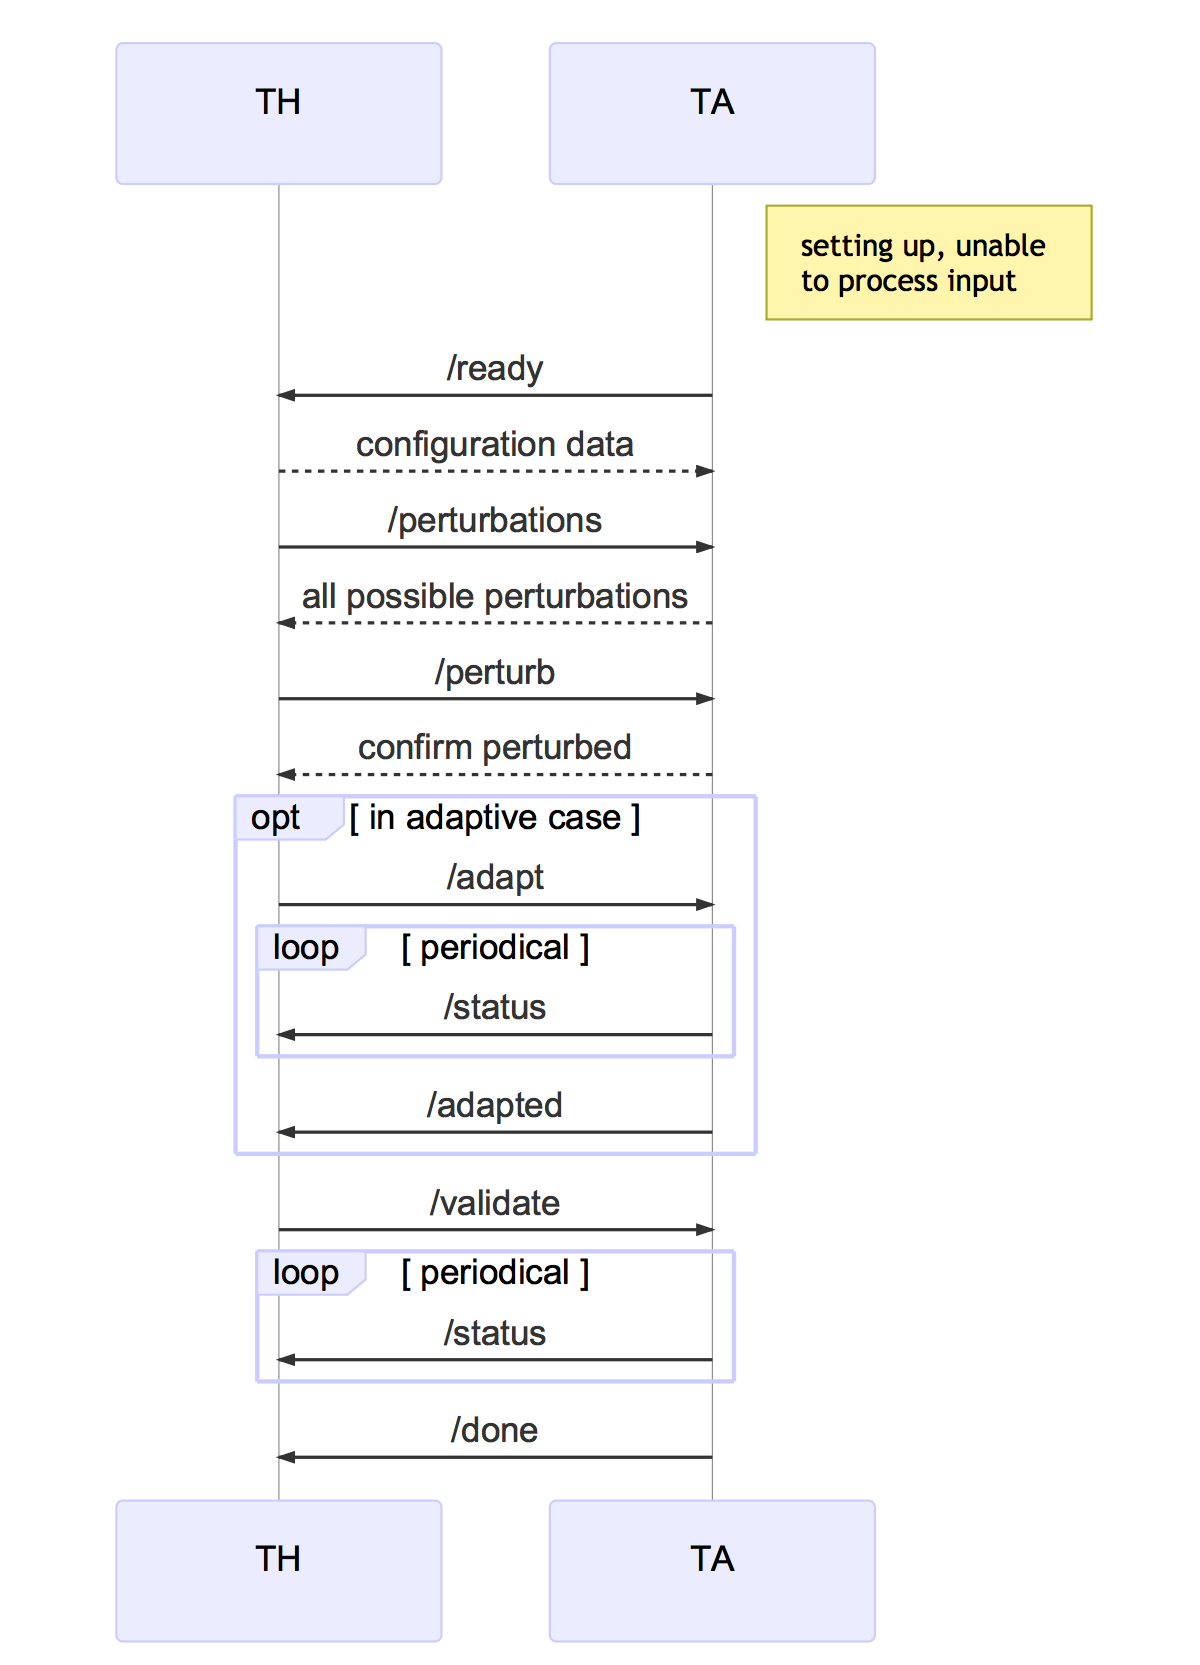 TH
TA
setting up, unable
to process input
/ready
configuration data
/perturbations
all possible perturbations
/perturb
confirm perturbed
opt [ in adaptive case ]
/adapt
loop [ periodical ]
/status
/adapted
/validate
loop [ periodical ]
/status
/done
TH
TA